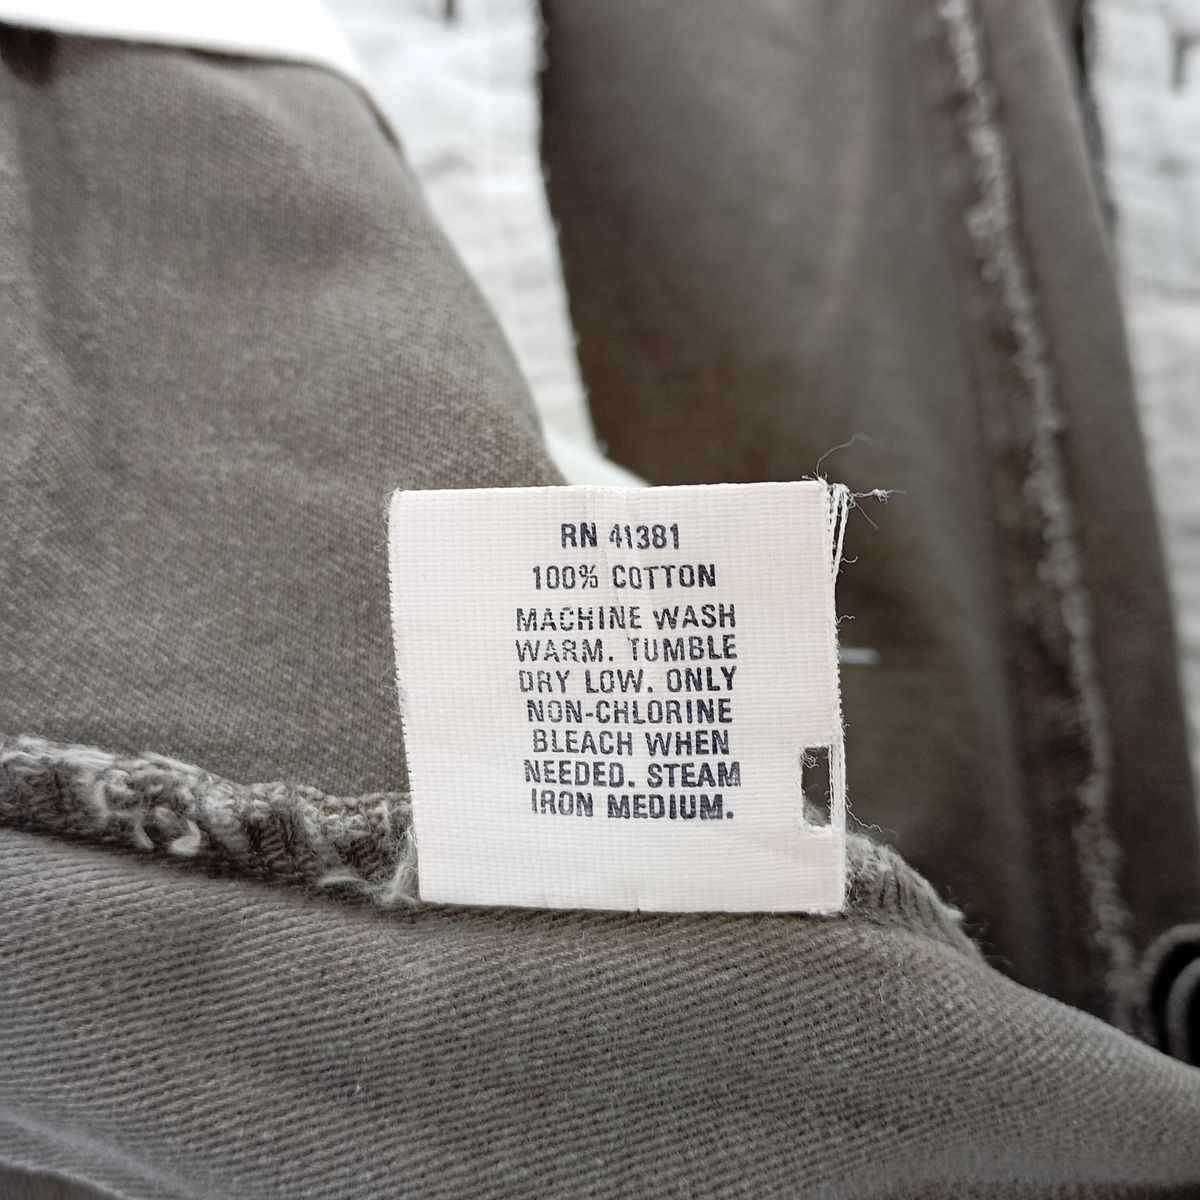 RN 41381
100% COTTON
MACHINE WASH
WARM. TUMBLE
DRY LOW. ONLY
NON-CHLORINE
BLEACH WHEN
NEEDED. STEAM
IRON MEDIUM.